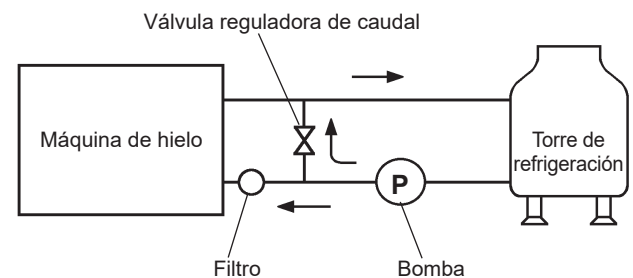 Válvula reguladora de caudal
Máquina de hielo
Torre de
refrigeración
P
Filtro
Bomba